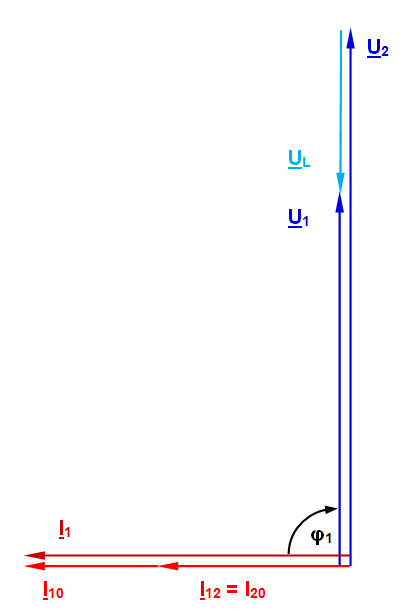 U2
UL
U1
φ1
I1
I10
I12 = I20